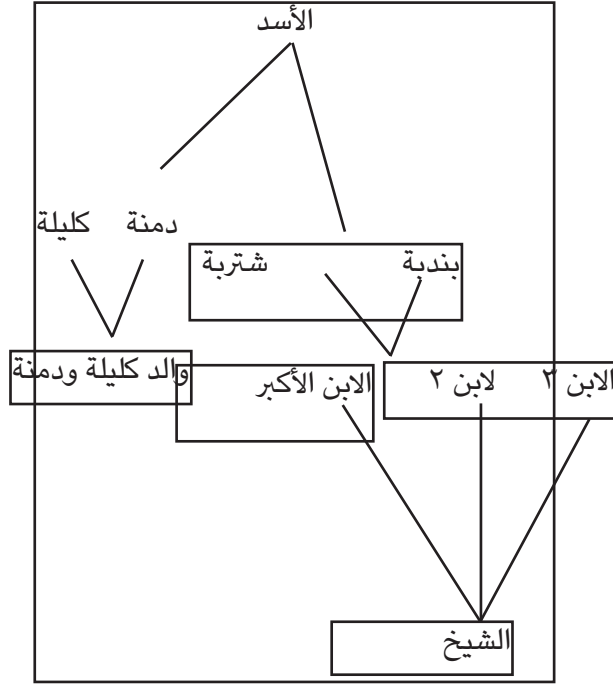 الأسد
دمنة
كليلة
بندبة
شتربة
الابن ٣
لابن ٢
الابن الأكبر
والد كليلة ودمنة
الشيخ